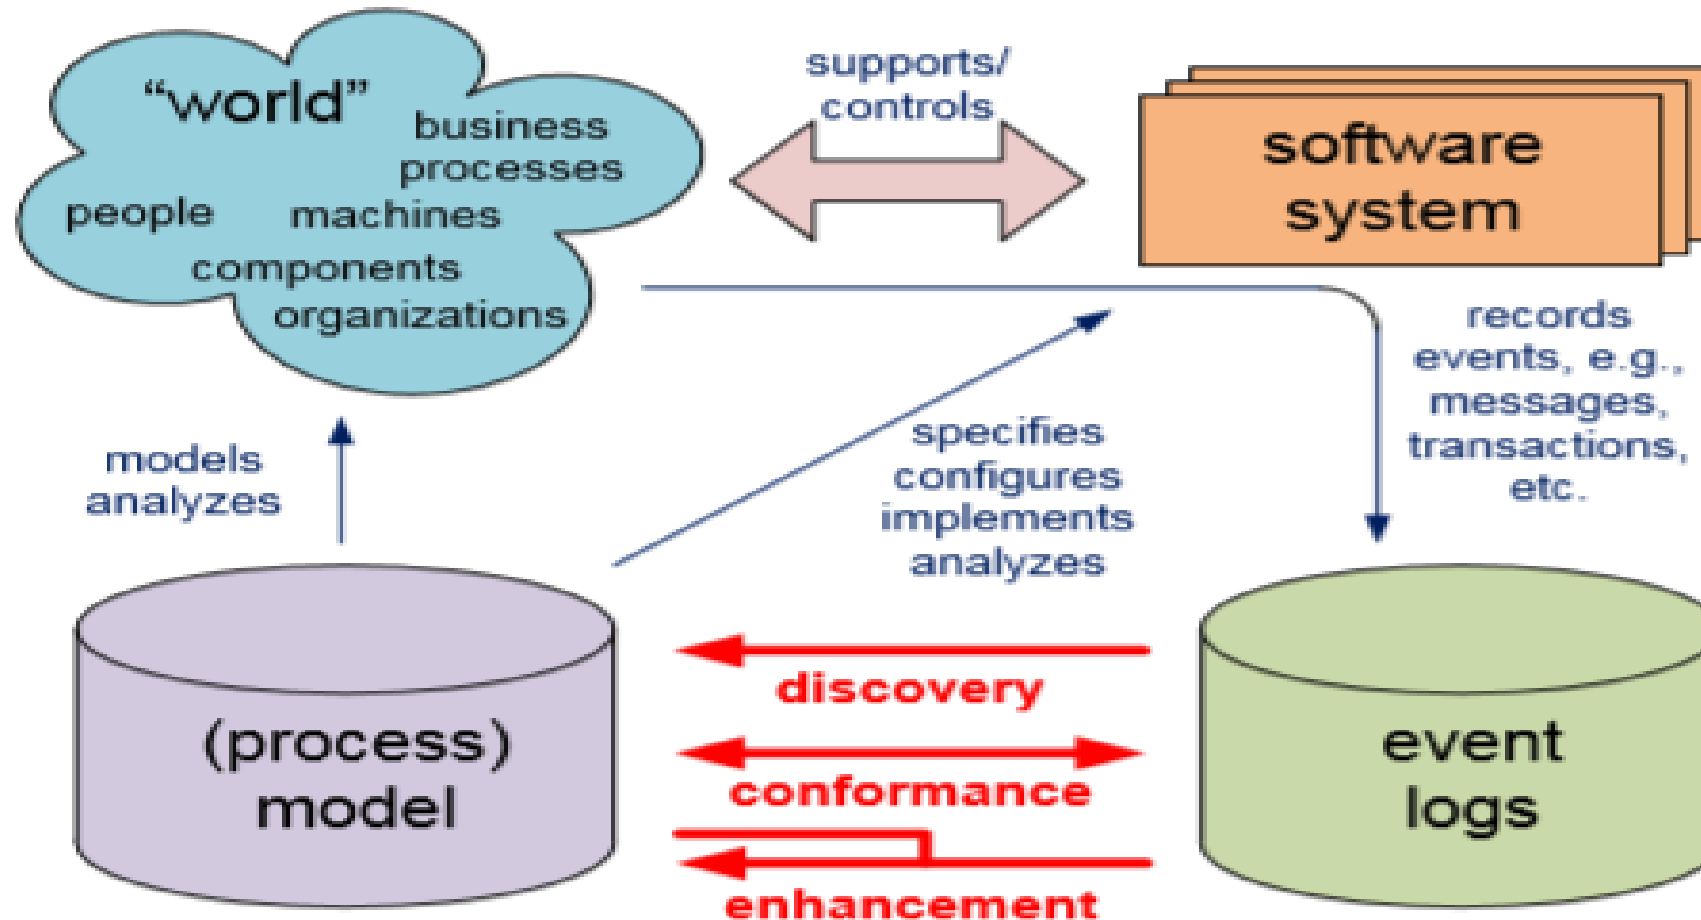 “world”
business
processes
people
machines
components
organizations
supports/
controls
software
system
records
events, e.g.,
messages,
transactions,
etc.
models
analyzes
specifies
configures
implements
analyzes
(process)
model
discovery
conformance
enhancement
event
logs